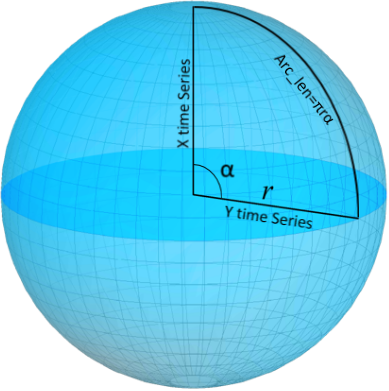 X time Series
Arc_len=πrα
α
r
Y time Series